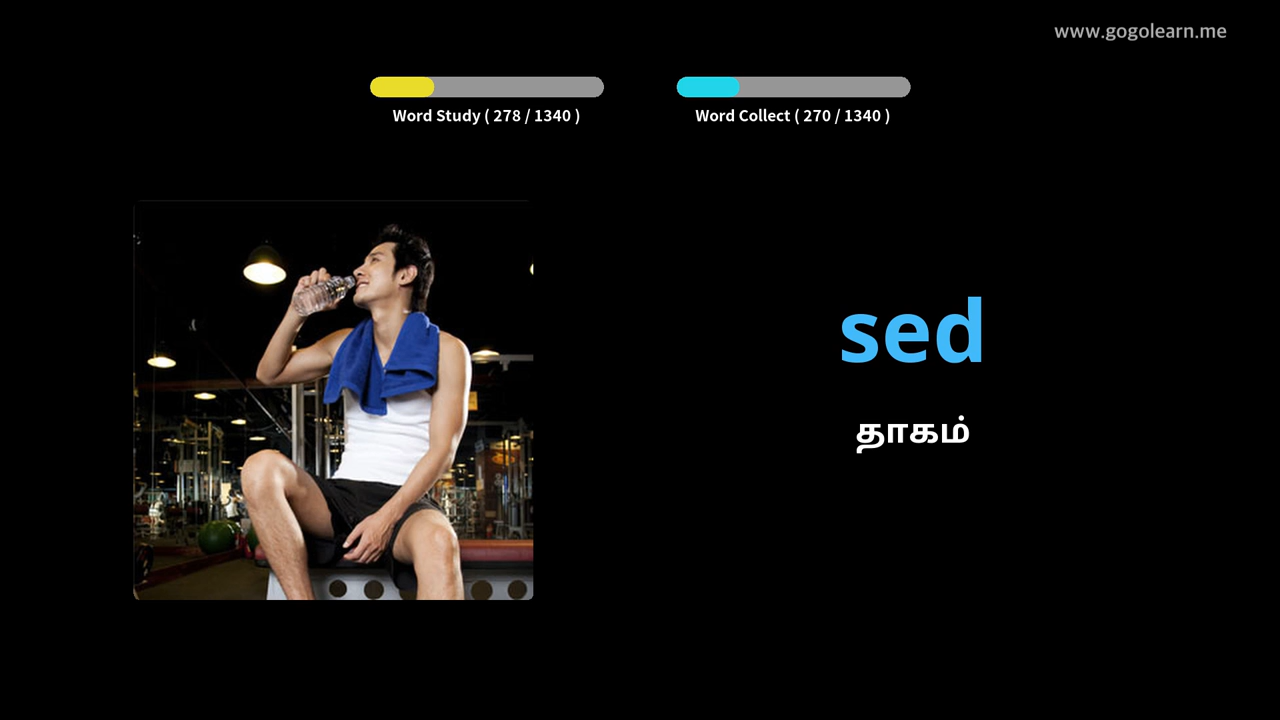 www.gogolearn.me
Word Study ( 278 / 1340 )
Word Collect ( 270 / 1340 )
sed
தாகம்